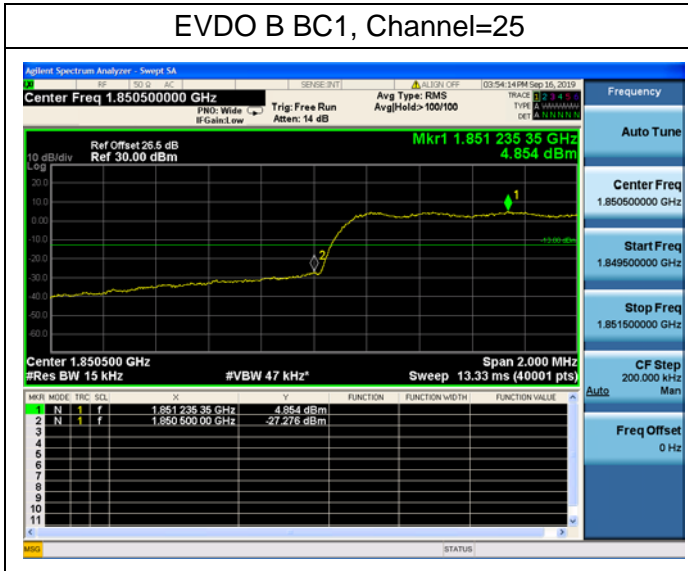 EVDO B BC1, Channel=25
Agilent Spectrum Analyzer - Swept SA
RF 50 Ω AC SENSE:INT ALIGN OFF 03:54:14 PM Sep 16, 2019
Center Freq 1.850500000 GHz
PNO: Wide Trig: Free Run
IFGain:Low Atten: 14 dB
Avg Type: RMS
Avg|Hold:> 100/100
TRACE 1 2 3 4 5 6
TYPE A
DET A N N N N N
Frequency
Auto Tune
Center Freq
1.850500000 GHz
Start Freq
1.849500000 GHz
Stop Freq
1.851500000 GHz
CF Step
200.000 kHz
Auto Man
Freq Offset
0 Hz
Mkr1 1.851 235 35 GHz
4.854 dBm
Ref Offset 26.5 dB
10 dB/div Ref 30.00 dBm
Log
20.0
10.0
0.00
-10.0
-20.0
-30.0
-40.0
-50.0
-60.0
1
2
-13.00 dBm
Center 1.850500 GHz Span 2.000 MHz
#Res BW 15 kHz #VBW 47 kHz* Sweep 13.33 ms (40001 pts)
MKR MODE TRC SCL X Y FUNCTION FUNCTION WIDTH FUNCTION VALUE
1 N 1 f 1.851 235 35 GHz 4.854 dBm
2 N 1 f 1.850 500 00 GHz -27.276 dBm
3
4
5
6
7
8
9
10
11
MSG STATUS